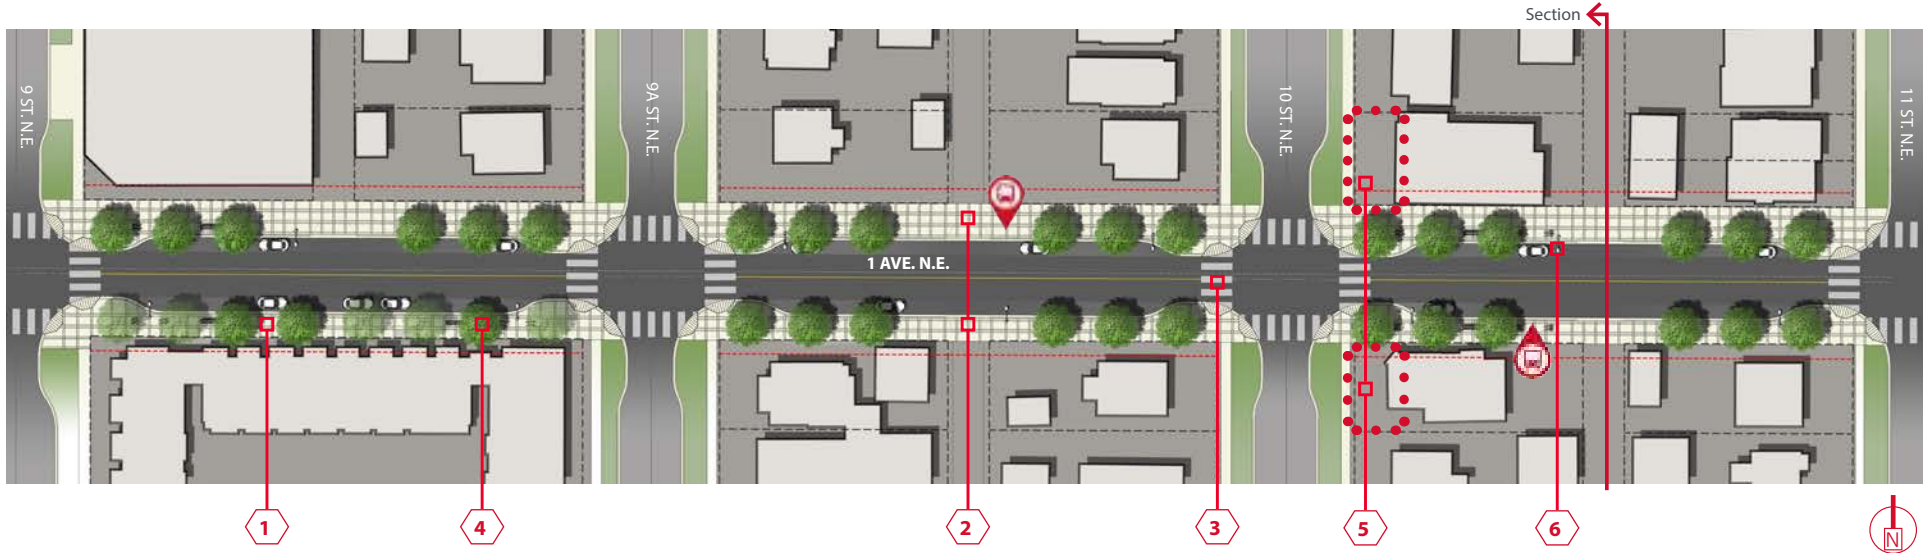 Section
9 ST. N.E.
9A ST. N.E.
10 ST. N.E.
11 ST. N.E.
1 AVE. N.E.
1
4
2
3
5
6
N